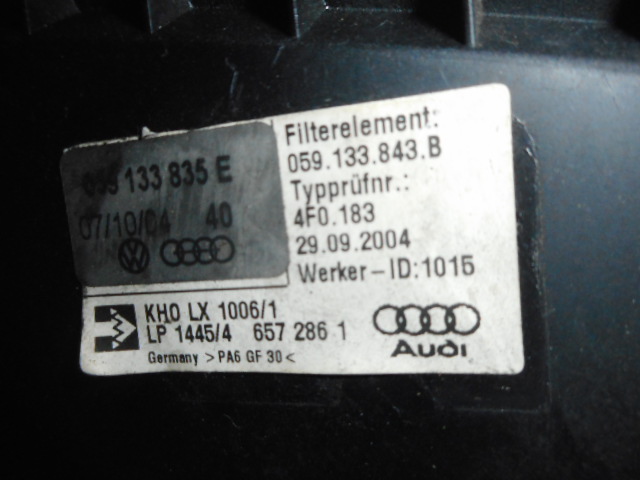 059 133 835 E
07/10/04 40
Filterelement:
059.133.843.B
Typprüfnr.:
4F0.183
29.09.2004
Werker-ID:1015
KHO LX 1006/1
LP 1445/4 657 286 1
Germany >PA6 GF 30<
Audi